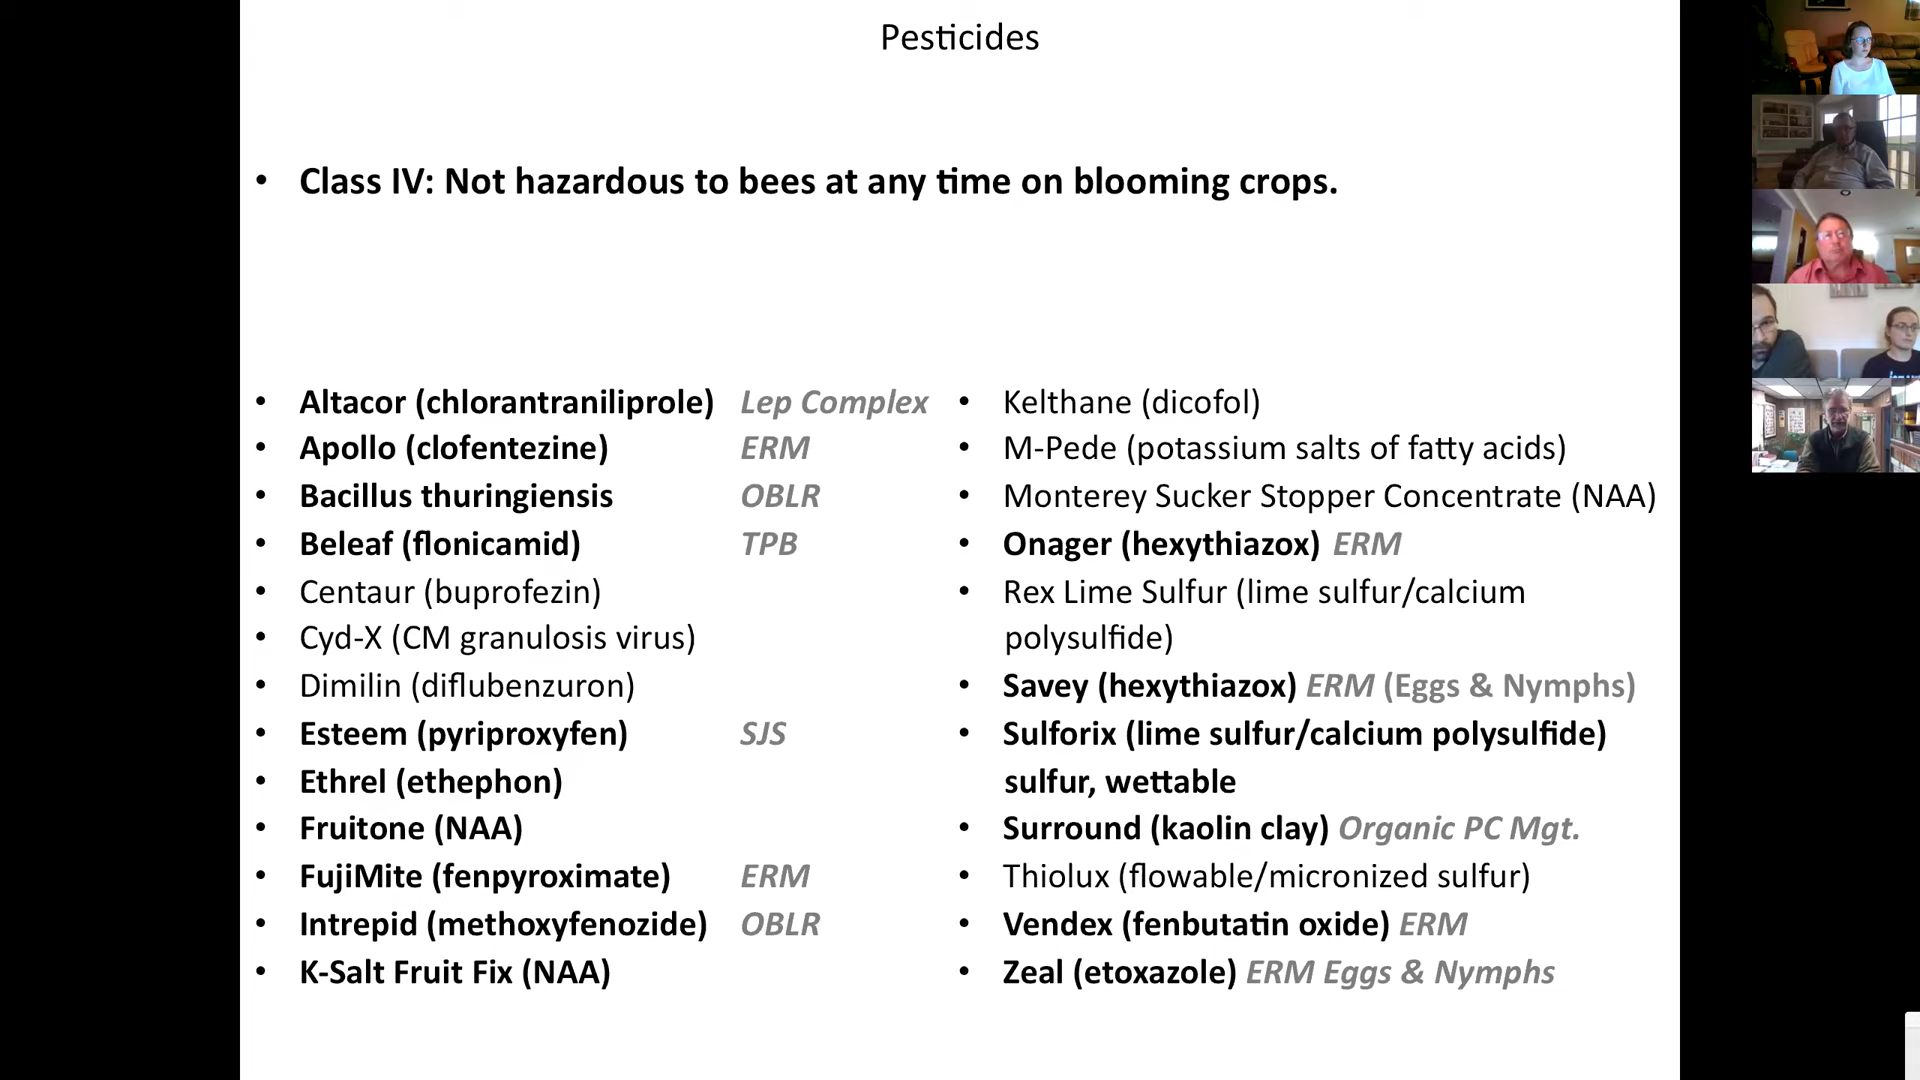 Pesticides
• Class IV: Not hazardous to bees at any time on blooming crops.
• Altacor (chlorantraniliprole) Lep Complex
• Apollo (clofentezine) ERM
• Bacillus thuringiensis OBLR
• Beleaf (flonicamid) TPB
• Centaur (buprofezin)
• Cyd-X (CM granulosis virus)
• Dimilin (diflubenzuron)
• Esteem (pyriproxyfen) SJS
• Ethrel (ethephon)
• Fruitone (NAA)
• FujiMite (fenpyroximate) ERM
• Intrepid (methoxyfenozide) OBLR
• K-Salt Fruit Fix (NAA)
• Kelthane (dicofol)
• M-Pede (potassium salts of fatty acids)
• Monterey Sucker Stopper Concentrate (NAA)
• Onager (hexythiazox) ERM
• Rex Lime Sulfur (lime sulfur/calcium
polysulfide)
• Savey (hexythiazox) ERM (Eggs & Nymphs)
• Sulforix (lime sulfur/calcium polysulfide)
sulfur, wettable
• Surround (kaolin clay) Organic PC Mgt.
• Thiolux (flowable/micronized sulfur)
• Vendex (fenbutatin oxide) ERM
• Zeal (etoxazole) ERM Eggs & Nymphs